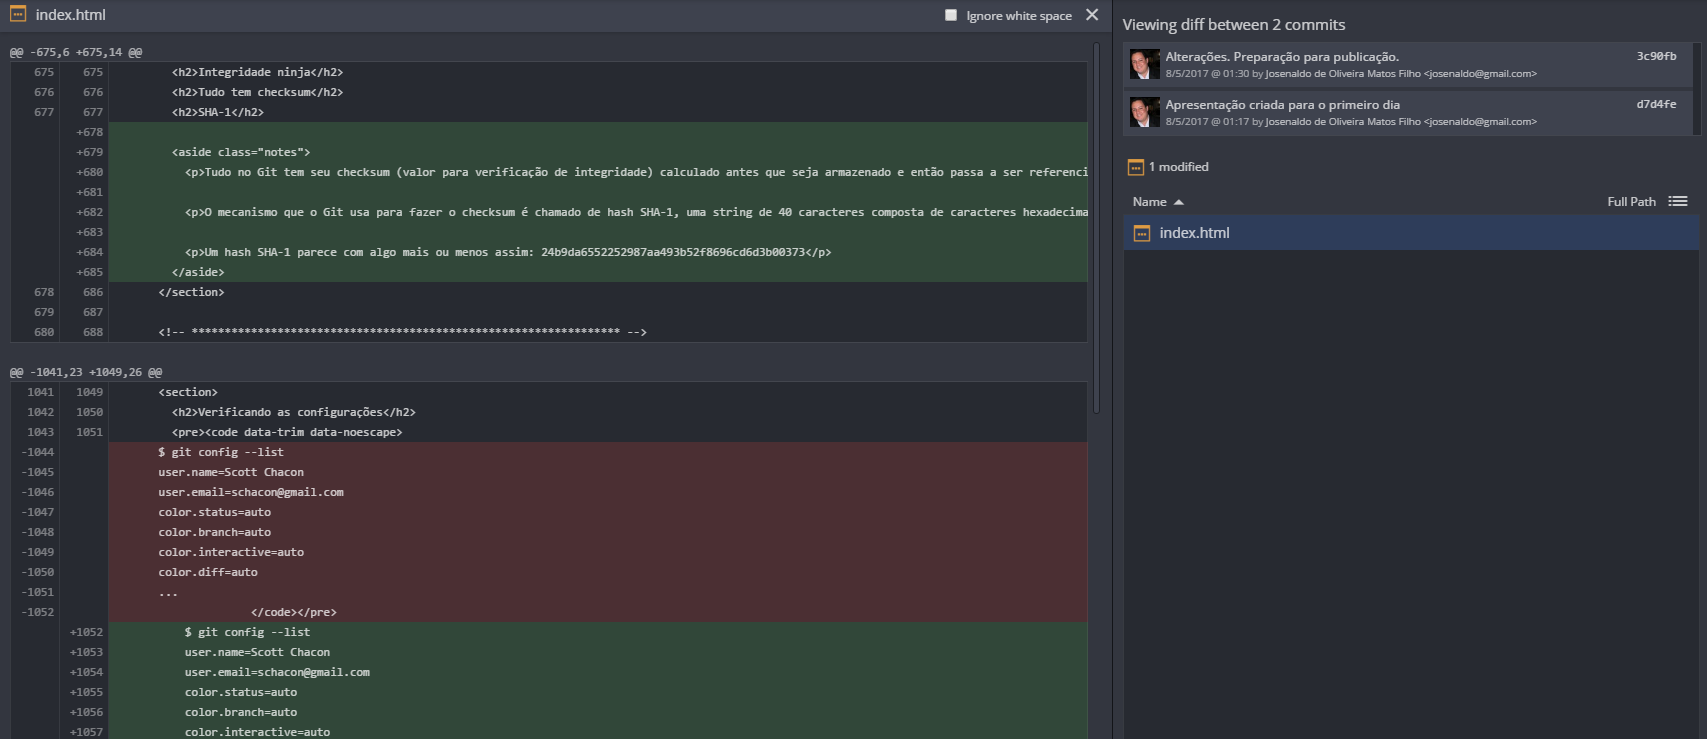 index.html
Ignore white space
@@ -675,6 +675,14 @@
675 675 <h2>Integridade ninja</h2>
676 676 <h2>Tudo tem checksum</h2>
677 677 <h2>SHA-1</h2>
+678
+679 <aside class="notes">
+680 <p>Tudo no Git tem seu checksum (valor para verificação de integridade) calculado antes que seja armazenado e então passa a ser referenci
+681
+682 <p>O mecanismo que o Git usa para fazer o checksum é chamado de hash SHA-1, uma string de 40 caracteres composta de caracteres hexadecima
+683
+684 <p>Um hash SHA-1 parece com algo mais ou menos assim: 24b9da6552252987aa493b52f8696cd6d3b00373</p>
+685 </aside>
678 686 </section>
679 687
680 688 <!-- ***************************************************************** -->
@@ -1041,23 +1049,26 @@
1041 1049 <section>
1042 1050 <h2>Verificando as configurações</h2>
1043 1051 <pre><code data-trim data-noescape>
-1044 $ git config --list
-1045 user.name=Scott Chacon
-1046 user.email=schacon@gmail.com
-1047 color.status=auto
-1048 color.branch=auto
-1049 color.interactive=auto
-1050 color.diff=auto
-1051 ...
-1052 </code></pre>
+1052 $ git config --list
+1053 user.name=Scott Chacon
+1054 user.email=schacon@gmail.com
+1055 color.status=auto
+1056 color.branch=auto
+1057 color.interactive=auto
Viewing diff between 2 commits
Alterações. Preparação para publicação. 3c90fb
8/5/2017 @ 01:30 by Josenaldo de Oliveira Matos Filho <josenaldo@gmail.com>
Apresentação criada para o primeiro dia d7d4fe
8/5/2017 @ 01:17 by Josenaldo de Oliveira Matos Filho <josenaldo@gmail.com>
1 modified
Name Full Path
index.html